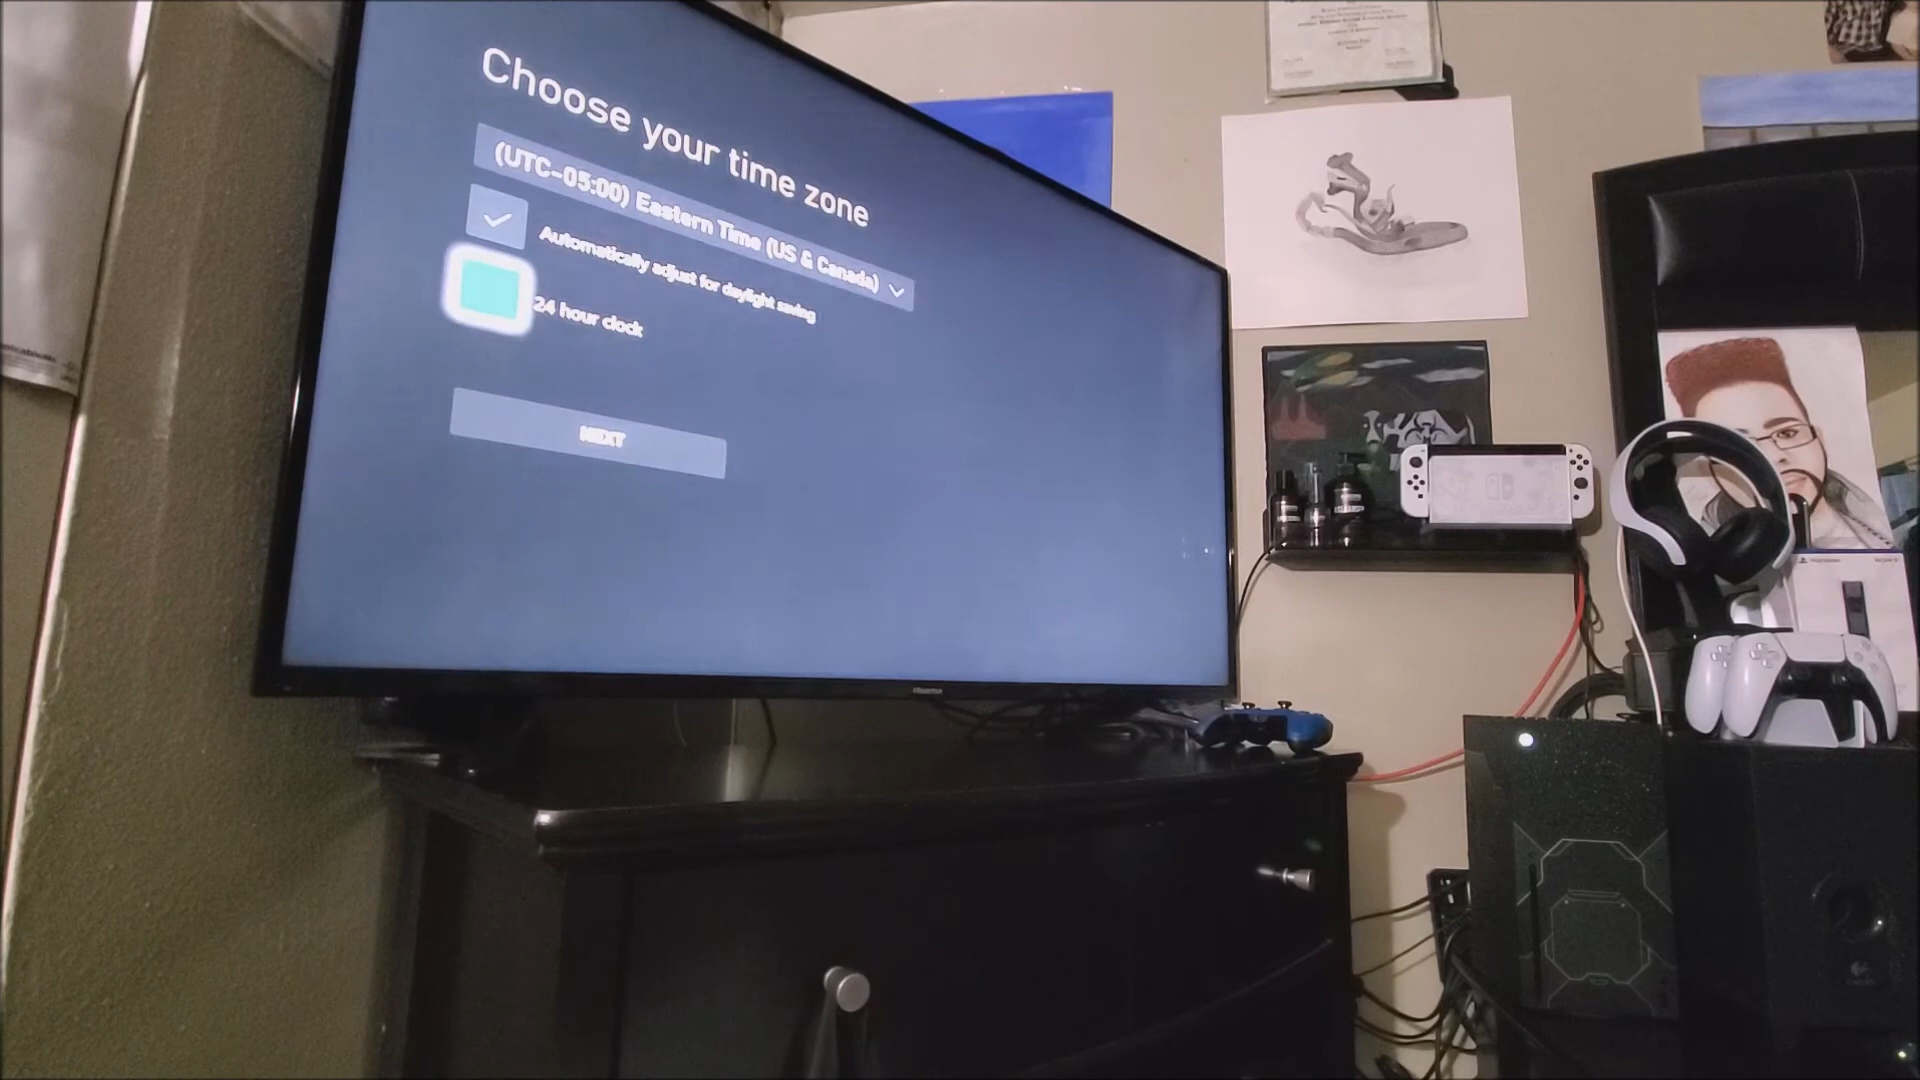 Choose your time zone
(UTC-05:00) Eastern Time (US & Canada)
Automatically adjust for daylight saving
24 hour clock
NEXT
Hisense